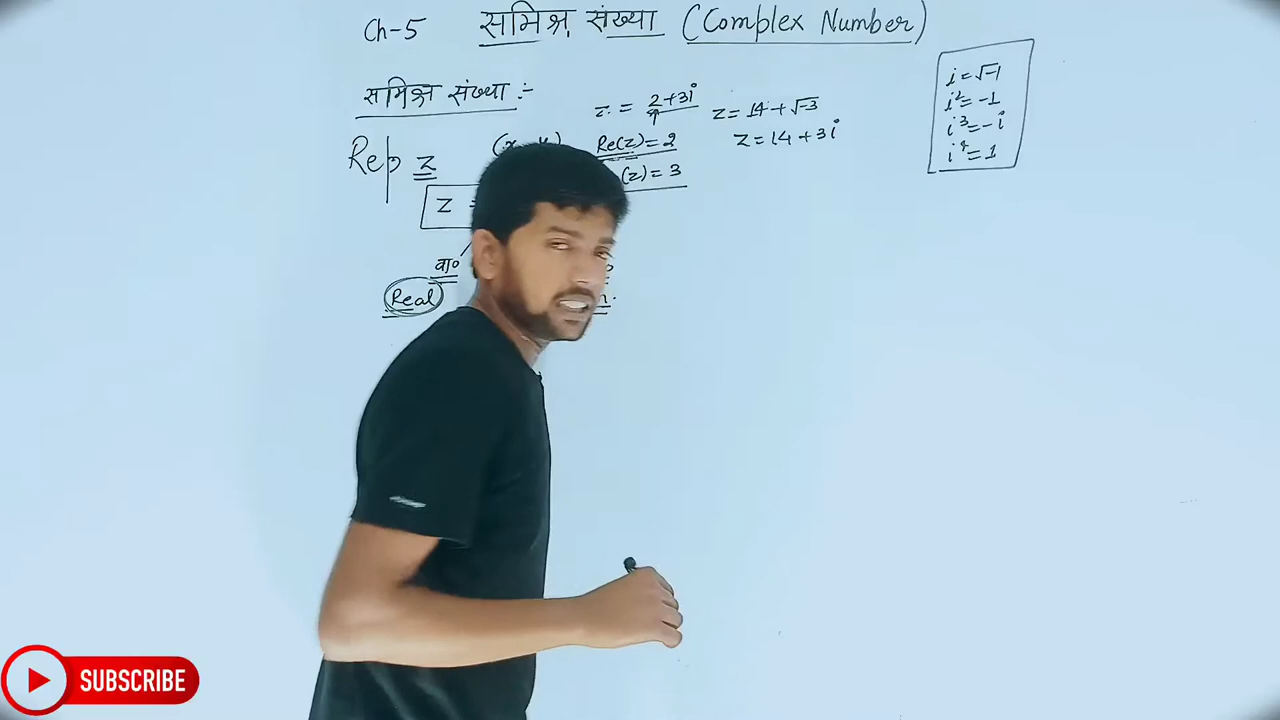 Ch-5 समिश्र संख्या (Complex Number)
समिश्र संख्या :-
Rep z
z =
वा०
Real
z = 2+3i
Re(z) = 2
(z) = 3
z = 14 + √-3
z = 14 + 3i
i = √-1
i² = -1
i³ = -i
i⁴ = 1
SUBSCRIBE